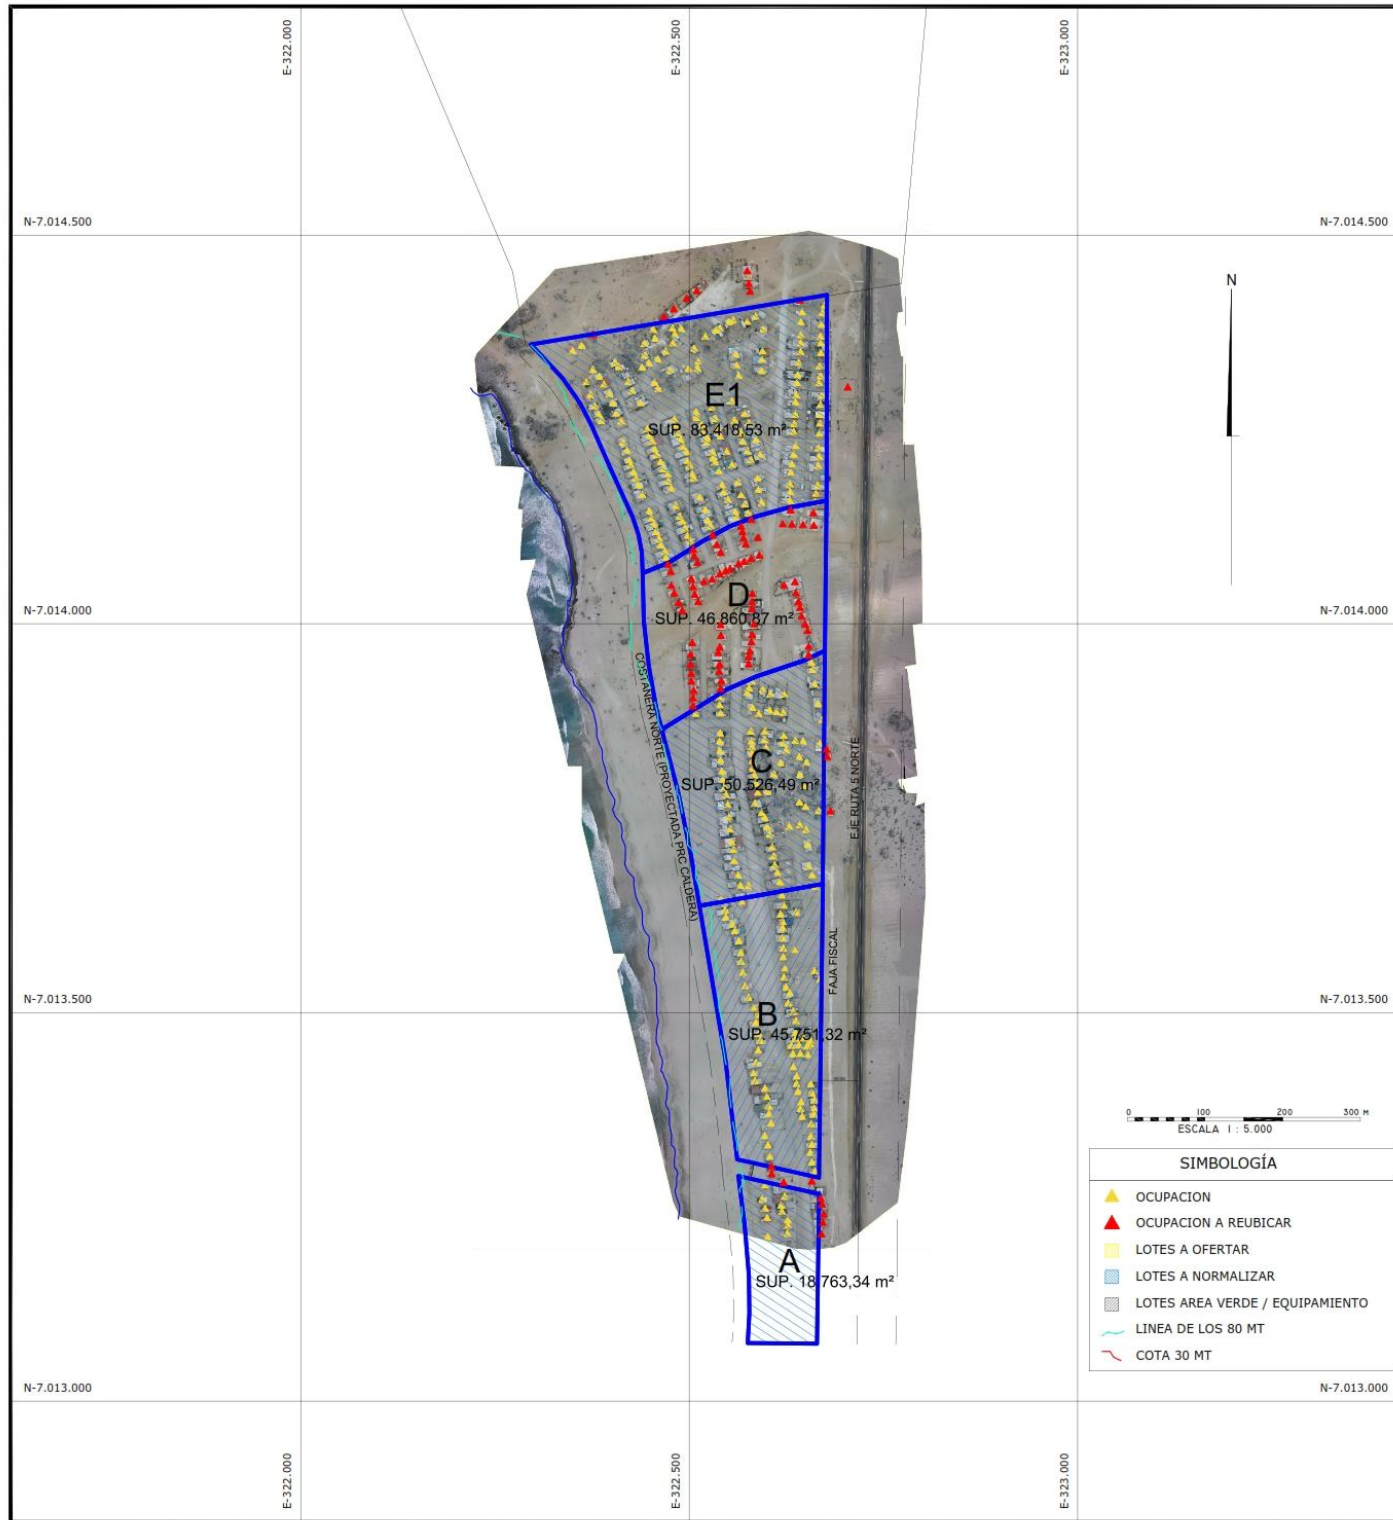 E-322.000
E-322.500
E-323.000
N-7.014.500
N-7.014.500
N
E1
SUP. 83.418,53 m²
N-7.014.000
N-7.014.000
D
SUP. 46.860,87 m²
COSTANERA NORTE (PROYECTADA PRC CALDERA)
C
SUP. 50.526,49 m²
EJE RUTA 5 NORTE
FAJA FISCAL
N-7.013.500
N-7.013.500
B
SUP. 45.751,32 m²
0 100 200 300 M
ESCALA 1 : 5.000
SIMBOLOGÍA
OCUPACION
OCUPACION A REUBICAR
LOTES A OFERTAR
LOTES A NORMALIZAR
LOTES AREA VERDE / EQUIPAMIENTO
LINEA DE LOS 80 MT
COTA 30 MT
A
SUP. 18.763,34 m²
N-7.013.000
N-7.013.000
E-322.000
E-322.500
E-323.000